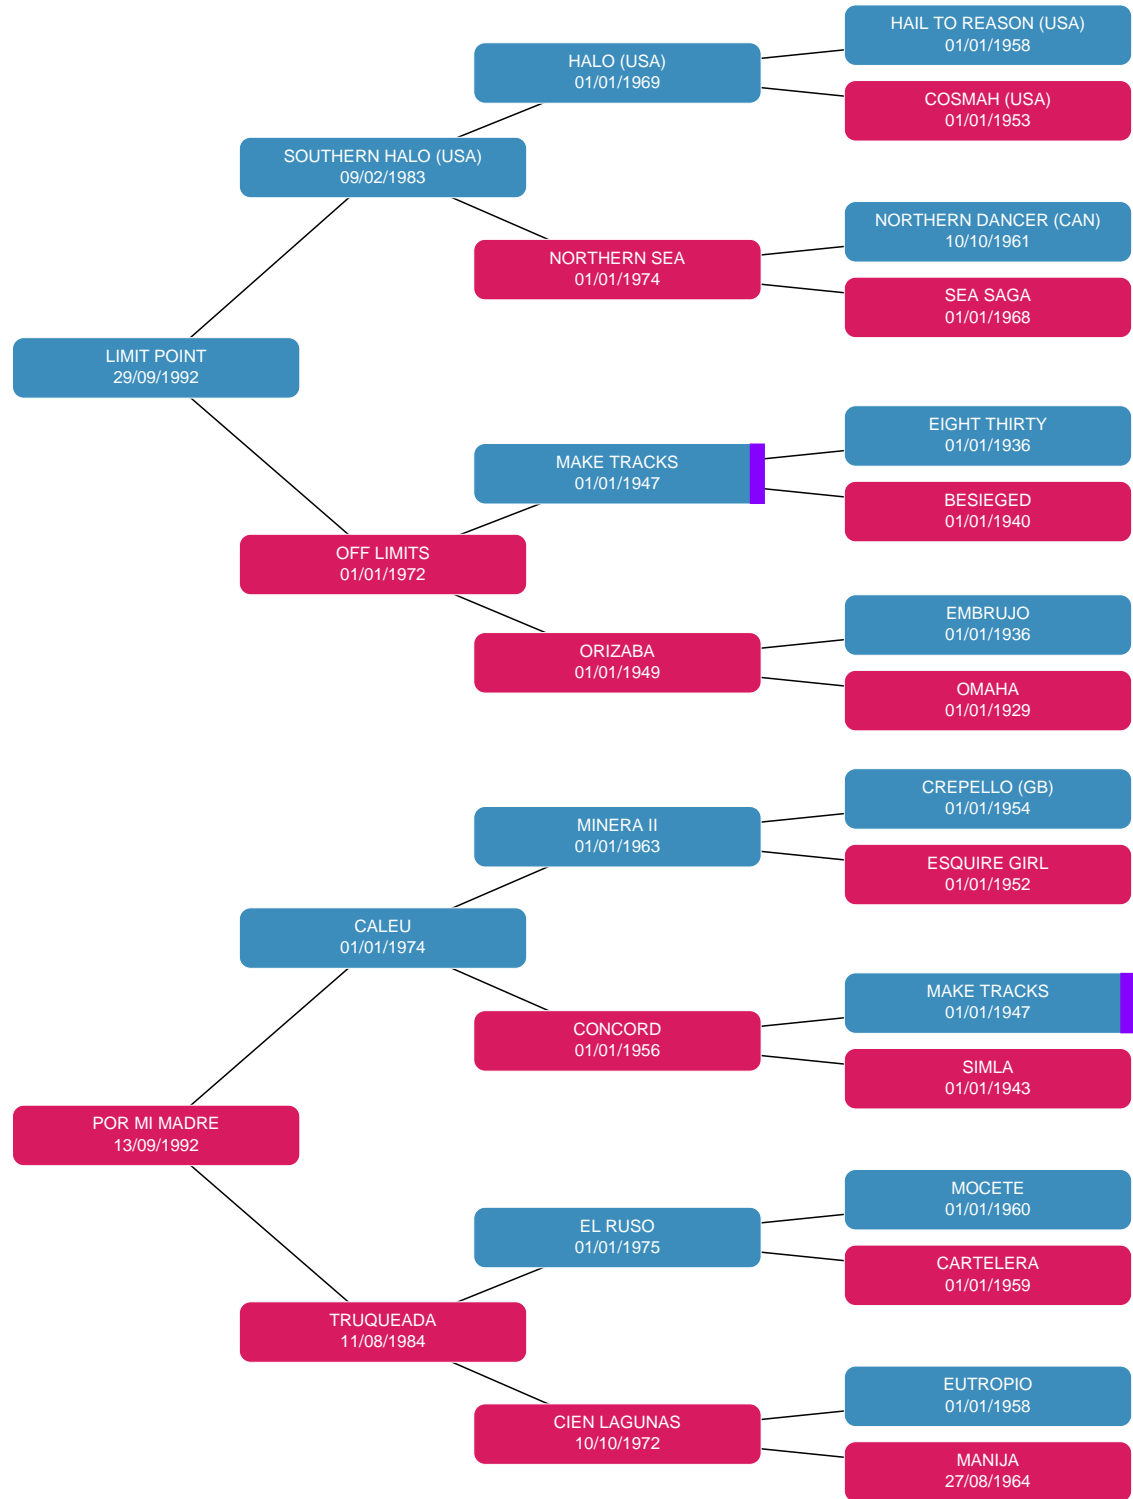 HAIL TO REASON (USA)
01/01/1958
HALO (USA)
01/01/1969
COSMAH (USA)
01/01/1953
SOUTHERN HALO (USA)
09/02/1983
NORTHERN DANCER (CAN)
10/10/1961
NORTHERN SEA
01/01/1974
SEA SAGA
01/01/1968
LIMIT POINT
29/09/1992
EIGHT THIRTY
01/01/1936
MAKE TRACKS
01/01/1947
BESIEGED
01/01/1940
OFF LIMITS
01/01/1972
EMBRUJO
01/01/1936
ORIZABA
01/01/1949
OMAHA
01/01/1929
CREPELLO (GB)
01/01/1954
MINERA II
01/01/1963
ESQUIRE GIRL
01/01/1952
CALEU
01/01/1974
MAKE TRACKS
01/01/1947
CONCORD
01/01/1956
SIMLA
01/01/1943
POR MI MADRE
13/09/1992
MOCETE
01/01/1960
EL RUSO
01/01/1975
CARTELERA
01/01/1959
TRUQUEADA
11/08/1984
EUTROPIO
01/01/1958
CIEN LAGUNAS
10/10/1972
MANIJA
27/08/1964